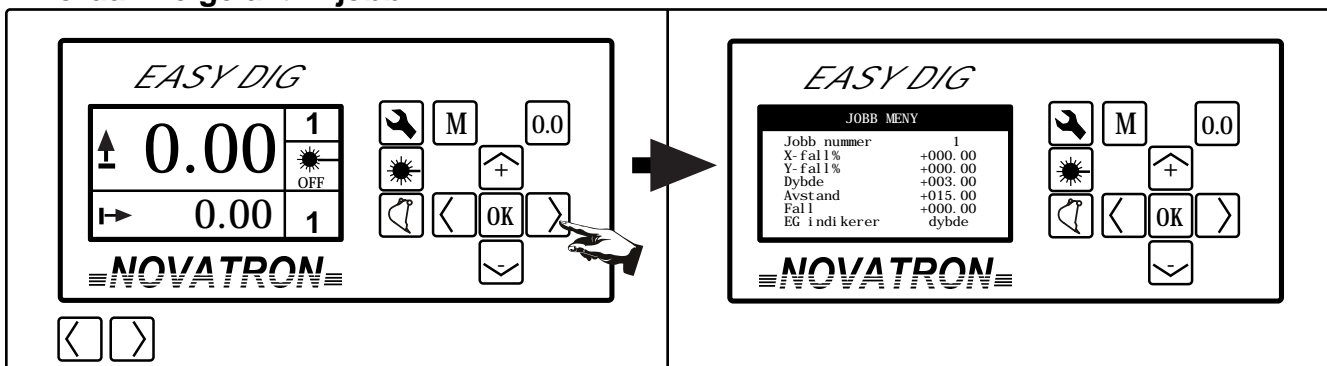 EASY DIG
0.00
1
OFF
0.00
1
M
0.0
+
OK
-
NOVATRON
EASY DIG
JOBB MENY
Jobb nummer 1
X-fall% +000.00
Y-fall% +000.00
Dybde +003.00
Avstand +015.00
Fall +000.00
EG indikerer dybde
M
0.0
+
OK
-
NOVATRON